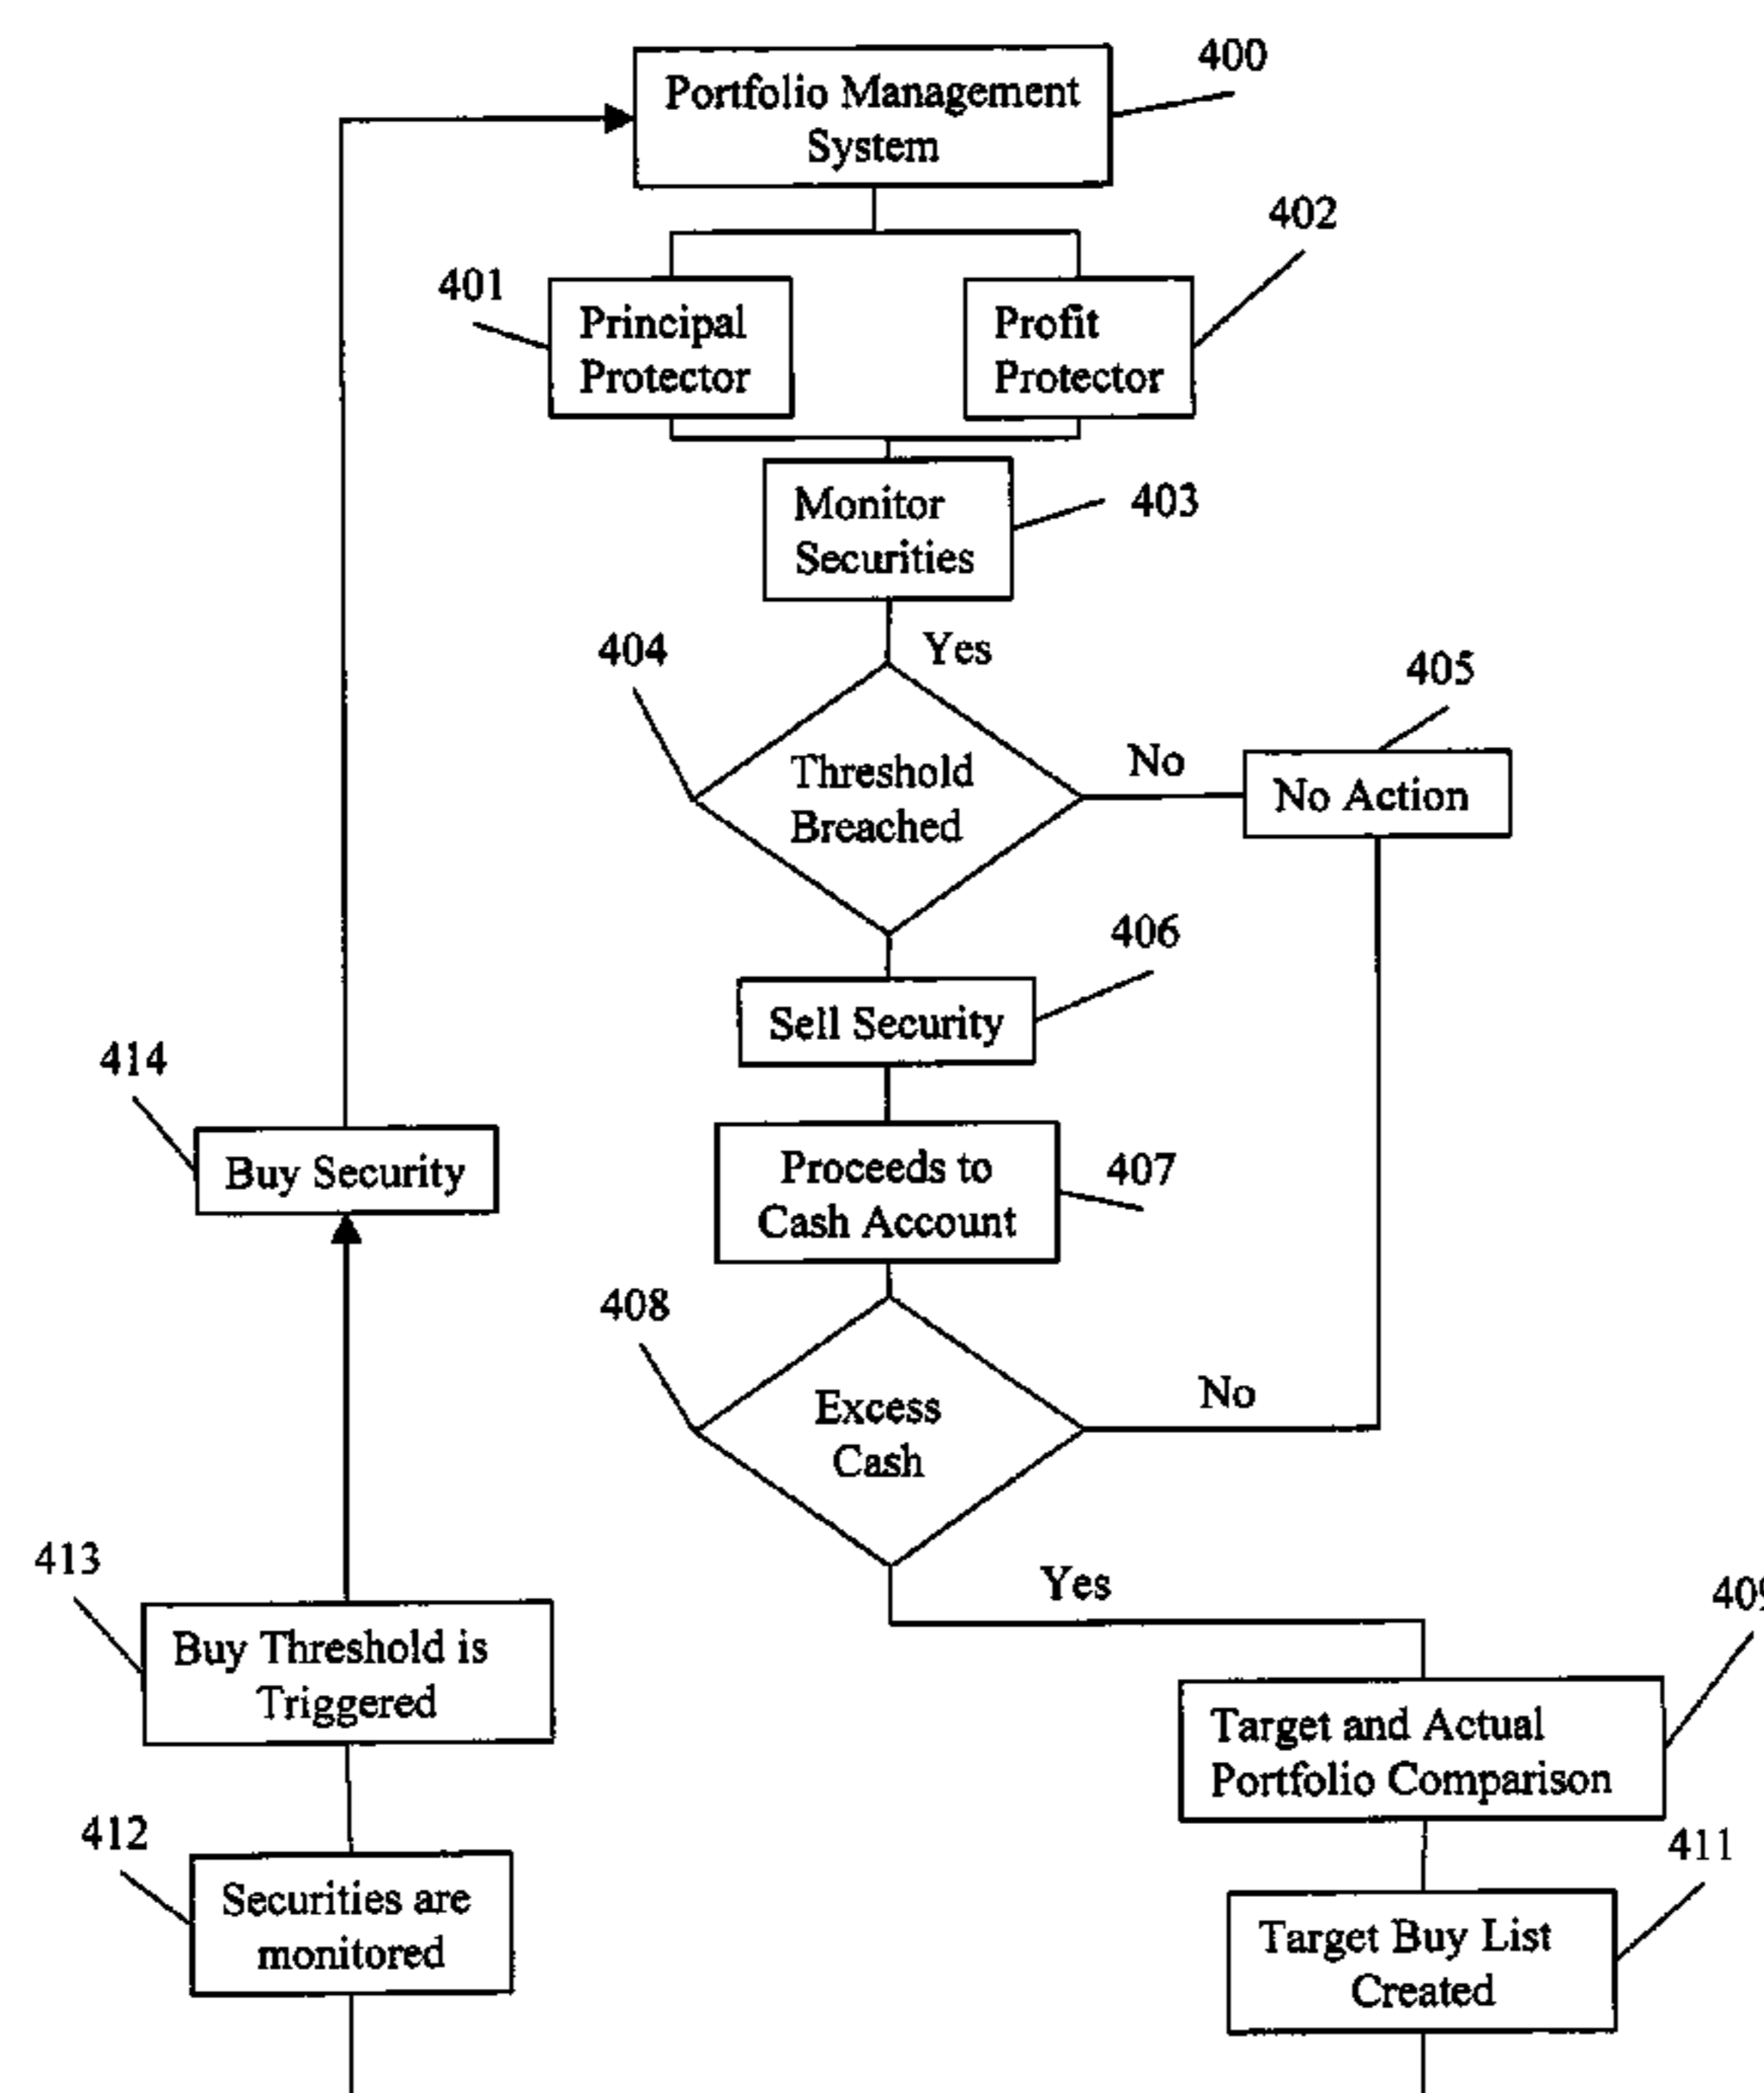 400
Portfolio Management
System
402
401
Principal
Protector
Profit
Protector
Monitor
Securities
403
Yes
404
405
Threshold
Breached
No
No Action
406
Sell Security
414
Buy Security
Proceeds to
Cash Account
407
408
Excess
Cash
No
413
Yes
409
Buy Threshold is
Triggered
Target and Actual
Portfolio Comparison
412
411
Securities are
monitored
Target Buy List
Created